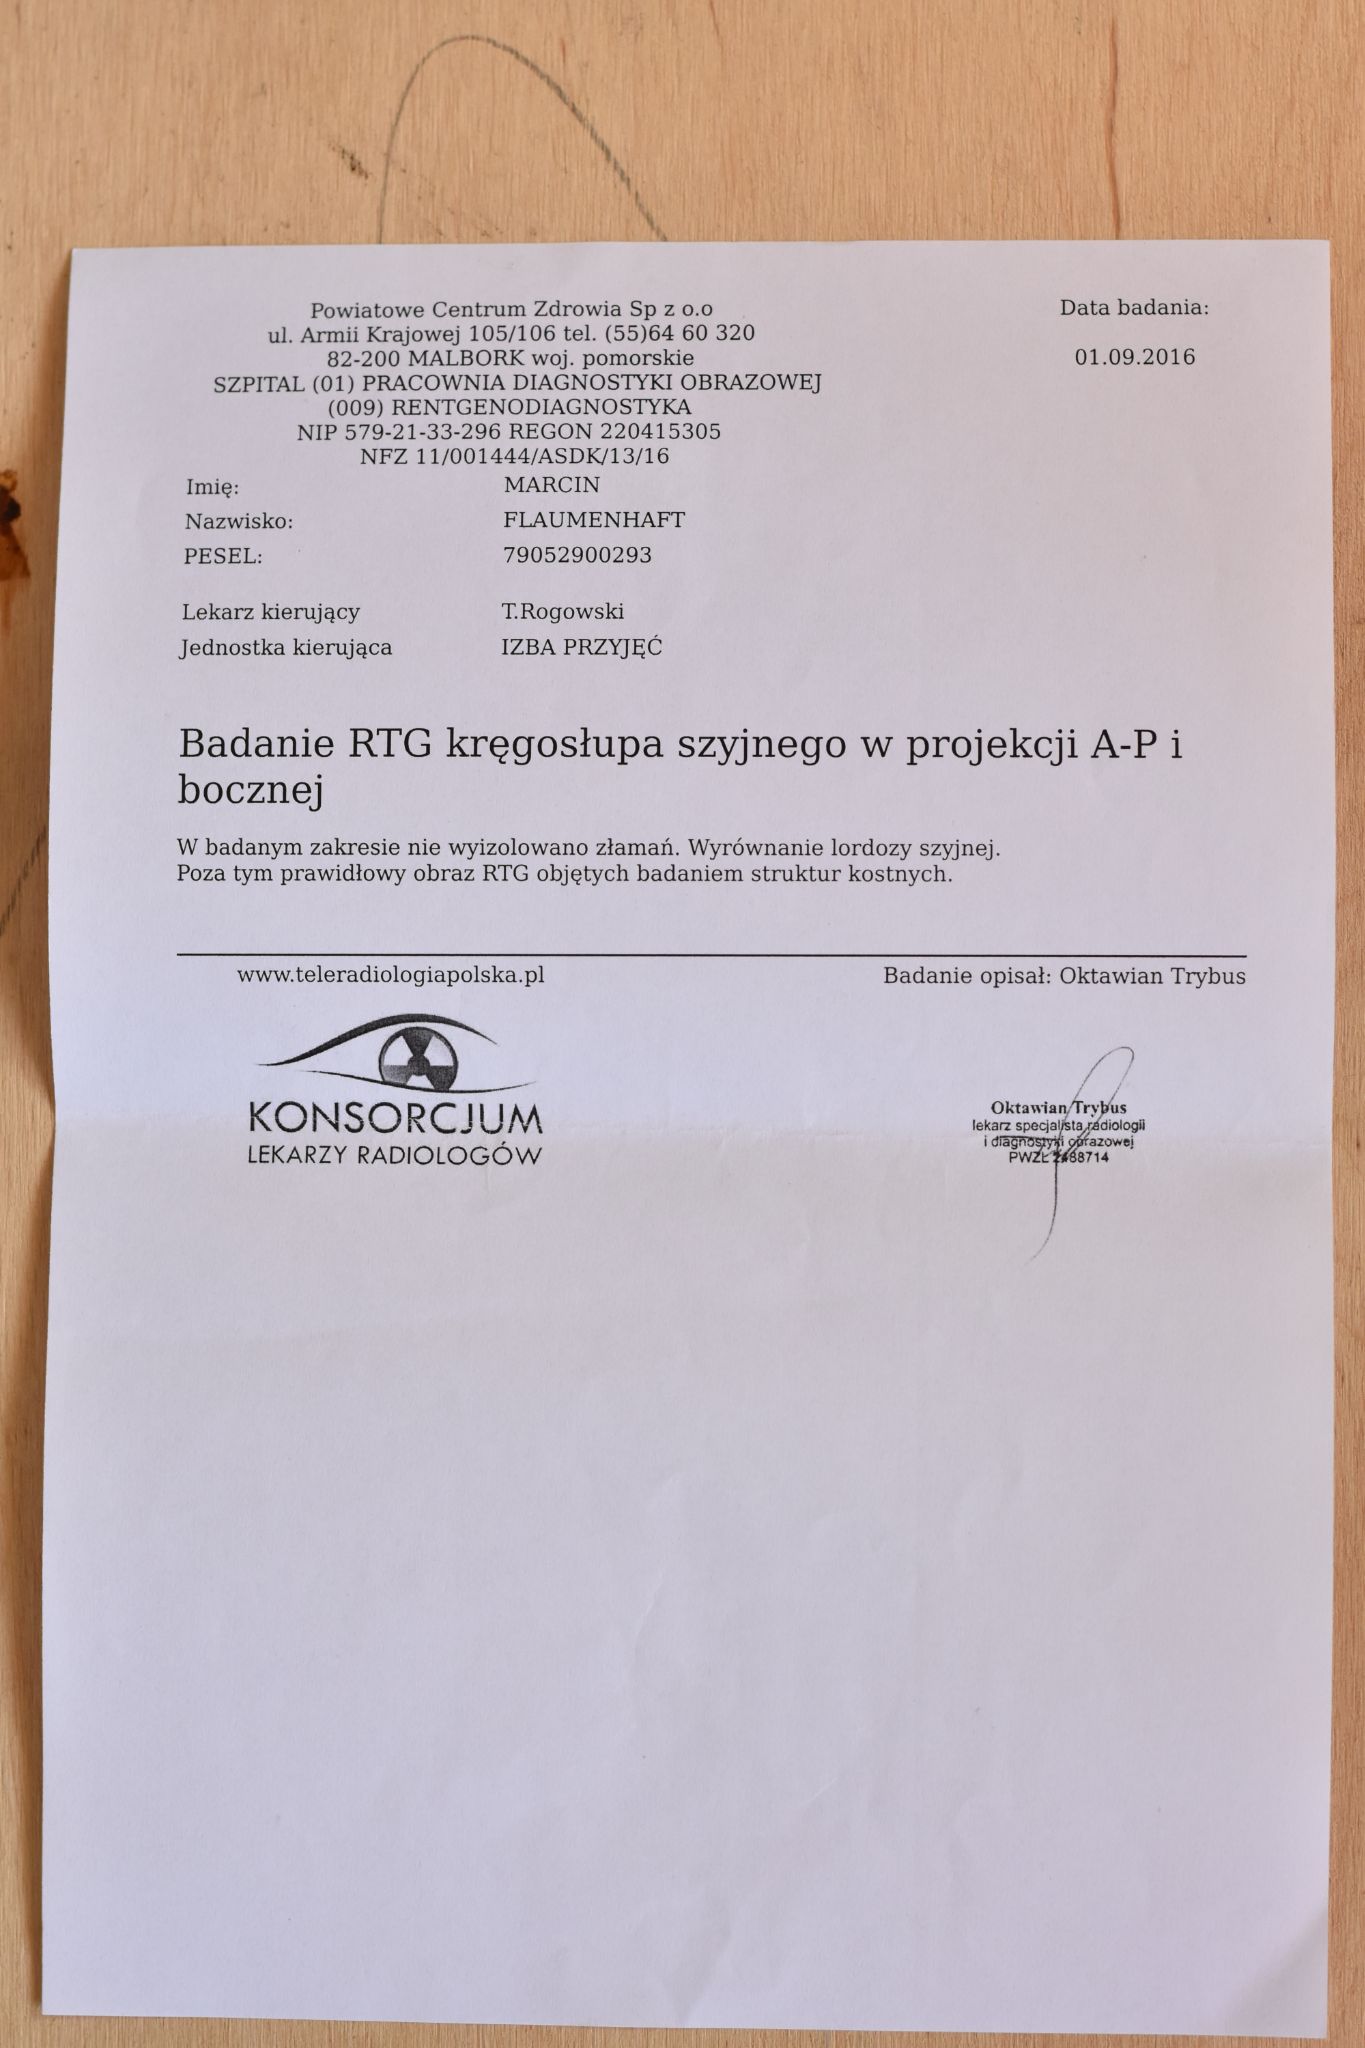 Powiatowe Centrum Zdrowia Sp z o.o
ul. Armii Krajowej 105/106 tel. (55)64 60 320
82-200 MALBORK woj. pomorskie
SZPITAL (01) PRACOWNIA DIAGNOSTYKI OBRAZOWEJ
(009) RENTGENODIAGNOSTYKA
NIP 579-21-33-296 REGON 220415305
NFZ 11/001444/ASDK/13/16
Data badania:
01.09.2016
Imię: MARCIN
Nazwisko: FLAUMENHAFT
PESEL: 79052900293
Lekarz kierujący T.Rogowski
Jednostka kierująca IZBA PRZYJĘĆ
Badanie RTG kręgosłupa szyjnego w projekcji A-P i
bocznej
W badanym zakresie nie wyizolowano złamań. Wyrównanie lordozy szyjnej.
Poza tym prawidłowy obraz RTG objętych badaniem struktur kostnych.
www.teleradiologiapolska.pl
Badanie opisał: Oktawian Trybus
KONSORCJUM
LEKARZY RADIOLOGÓW
Oktawian Trybus
lekarz specjalista radiologii
i diagnostyki obrazowej
PWZŁ 2488714